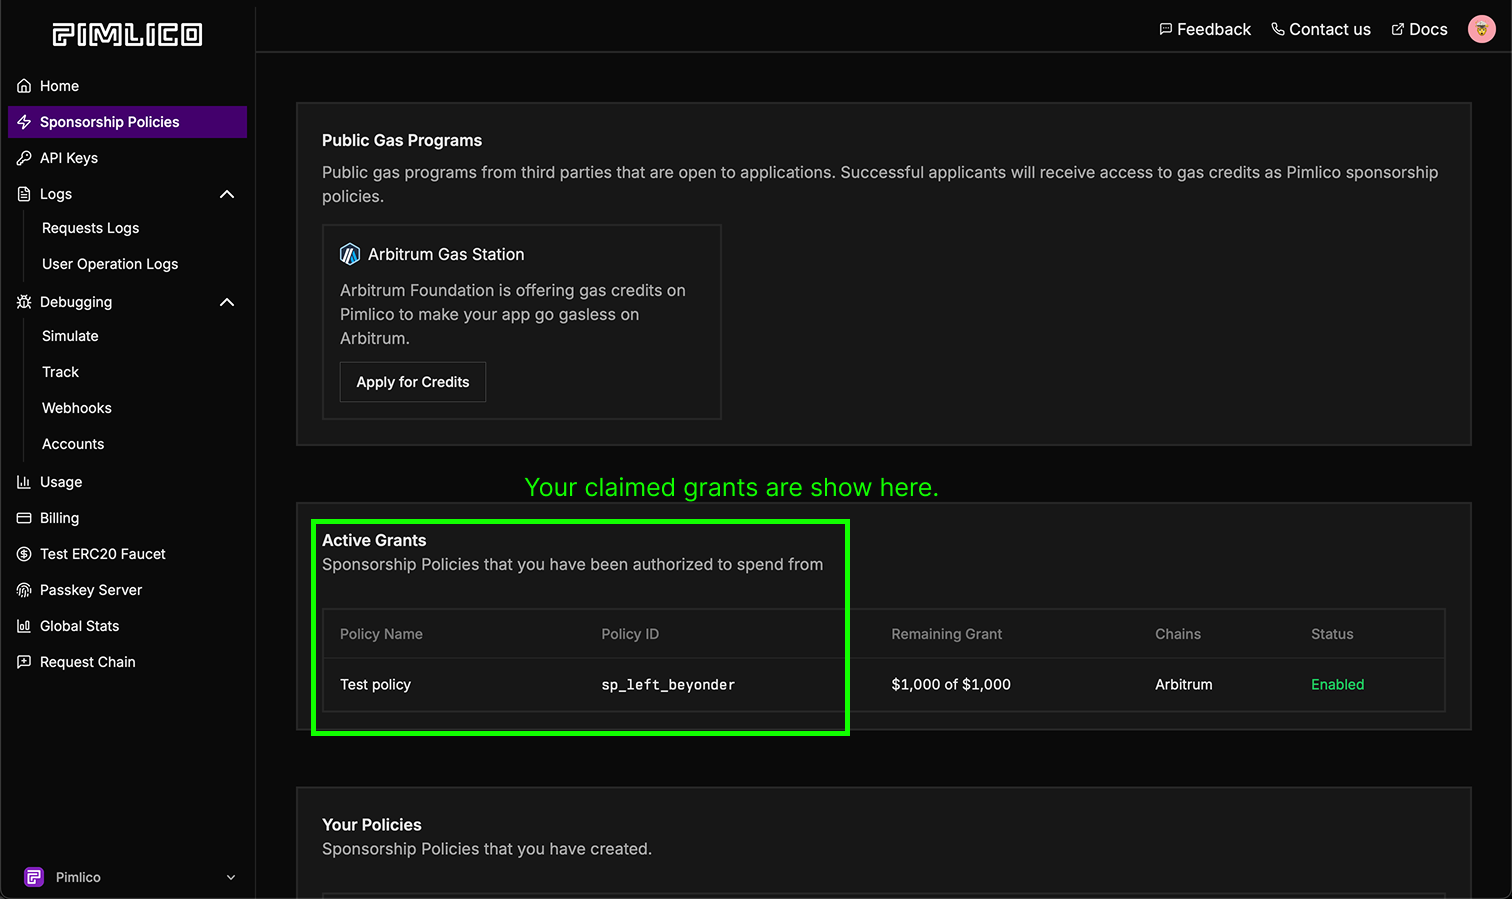 PIMLICO
Feedback
Contact us
Docs
Home
Sponsorship Policies
API Keys
Logs
Requests Logs
User Operation Logs
Debugging
Simulate
Track
Webhooks
Accounts
Usage
Billing
Test ERC20 Faucet
Passkey Server
Global Stats
Request Chain
Pimlico
Public Gas Programs
Public gas programs from third parties that are open to applications. Successful applicants will receive access to gas credits as Pimlico sponsorship
policies.
Arbitrum Gas Station
Arbitrum Foundation is offering gas credits on
Pimlico to make your app go gasless on
Arbitrum.
Apply for Credits
Your claimed grants are show here.
Active Grants
Sponsorship Policies that you have been authorized to spend from
Policy Name Policy ID Remaining Grant Chains Status
Test policy sp_left_beyonder $1,000 of $1,000 Arbitrum Enabled
Your Policies
Sponsorship Policies that you have created.